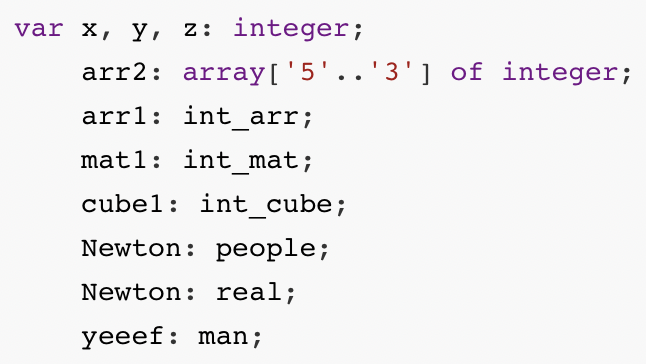 var x, y, z: integer;
    arr2: array['5'..'3'] of integer;
    arr1: int_arr;
    mat1: int_mat;
    cube1: int_cube;
    Newton: people;
    Newton: real;
    yeeef: man;